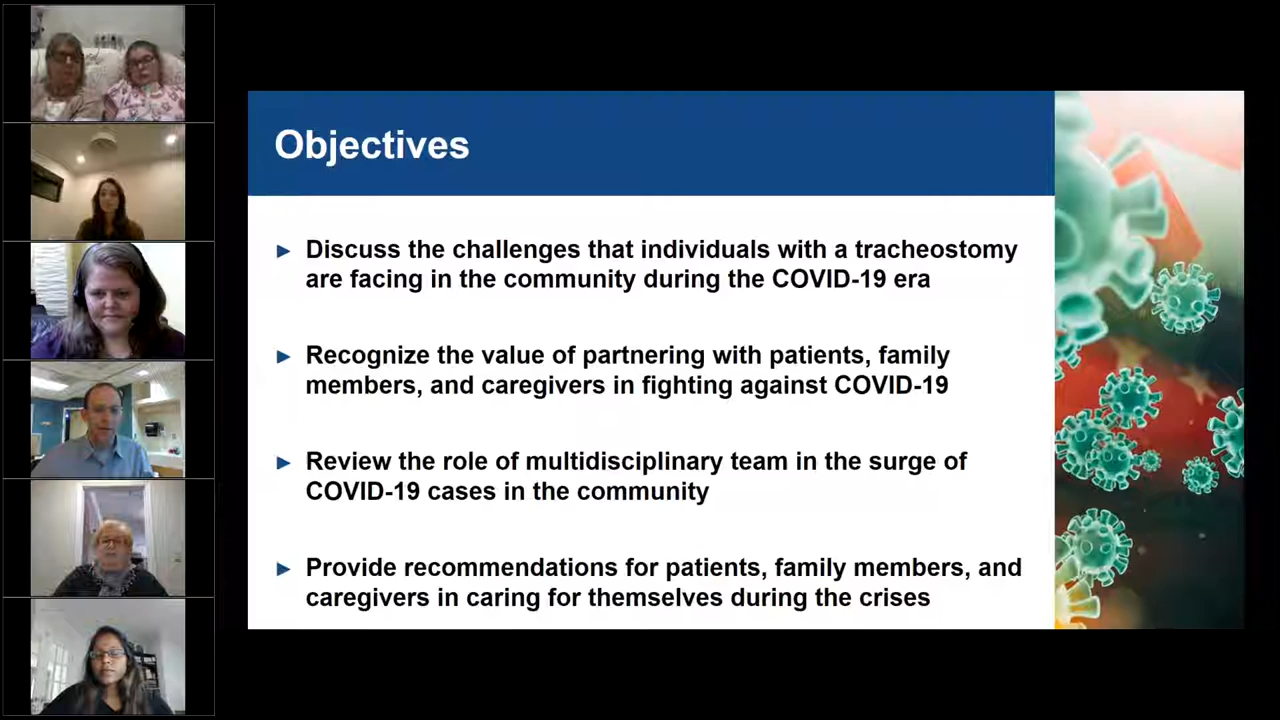 Objectives
► Discuss the challenges that individuals with a tracheostomy
are facing in the community during the COVID-19 era
► Recognize the value of partnering with patients, family
members, and caregivers in fighting against COVID-19
► Review the role of multidisciplinary team in the surge of
COVID-19 cases in the community
► Provide recommendations for patients, family members, and
caregivers in caring for themselves during the crises